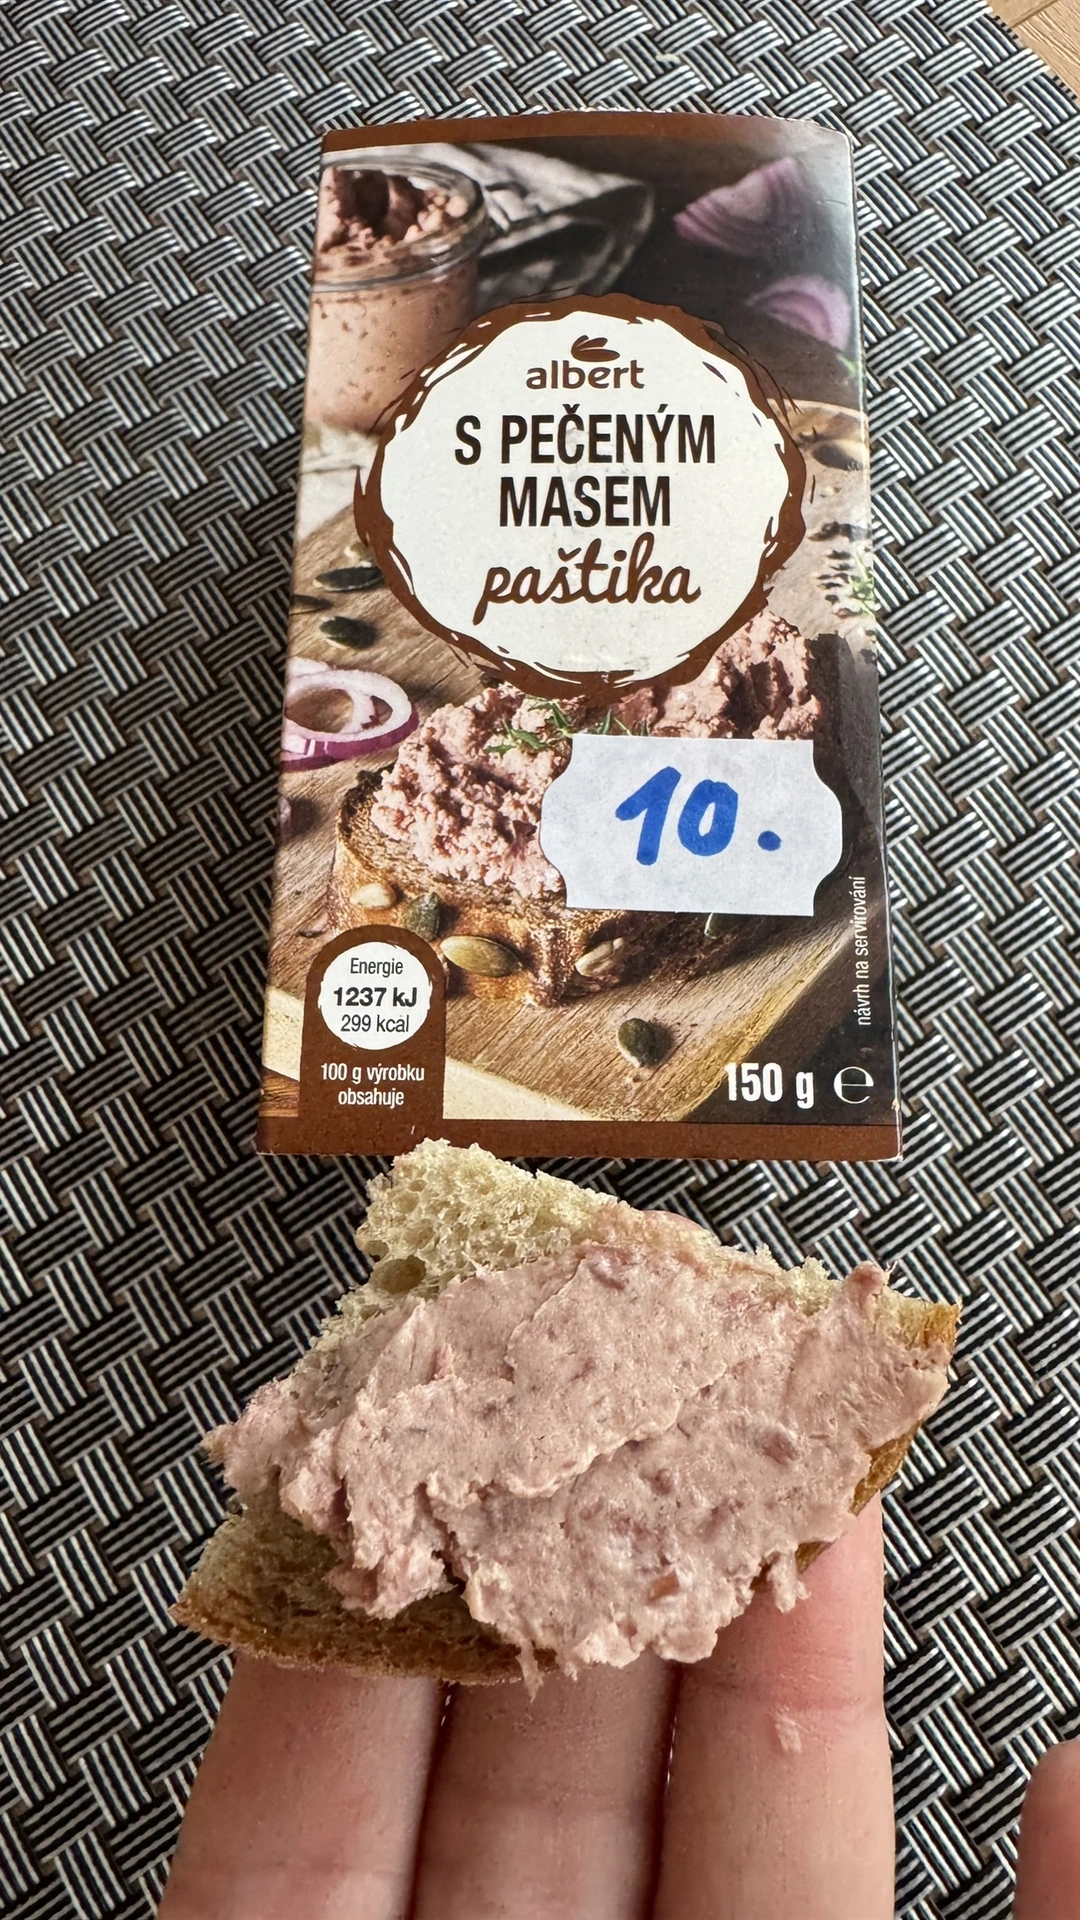 albert
S PEČENÝM
MASEM
paštika
10.
návrh na servírování
Energie
1237 kJ
299 kcal
100 g výrobku
obsahuje
150 g ℮